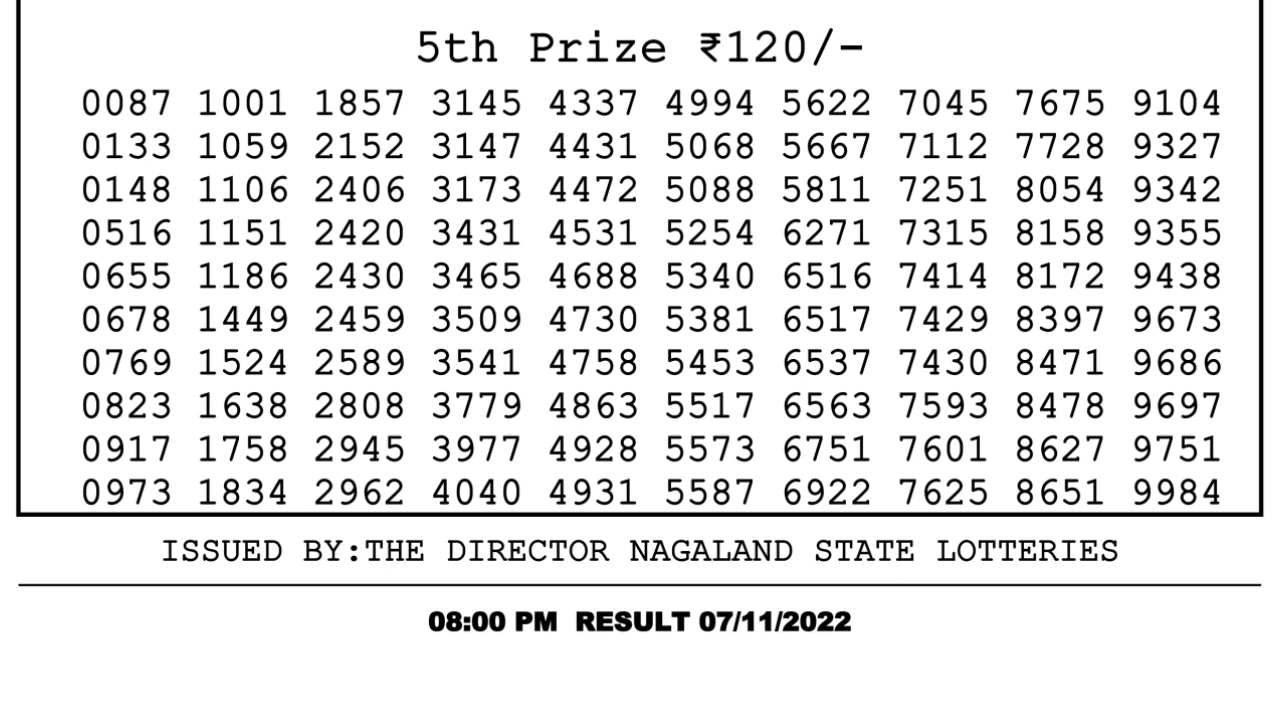 5th Prize ₹120/-
0087 1001 1857 3145 4337 4994 5622 7045 7675 9104
0133 1059 2152 3147 4431 5068 5667 7112 7728 9327
0148 1106 2406 3173 4472 5088 5811 7251 8054 9342
0516 1151 2420 3431 4531 5254 6271 7315 8158 9355
0655 1186 2430 3465 4688 5340 6516 7414 8172 9438
0678 1449 2459 3509 4730 5381 6517 7429 8397 9673
0769 1524 2589 3541 4758 5453 6537 7430 8471 9686
0823 1638 2808 3779 4863 5517 6563 7593 8478 9697
0917 1758 2945 3977 4928 5573 6751 7601 8627 9751
0973 1834 2962 4040 4931 5587 6922 7625 8651 9984
ISSUED BY:THE DIRECTOR NAGALAND STATE LOTTERIES
08:00 PM RESULT 07/11/2022